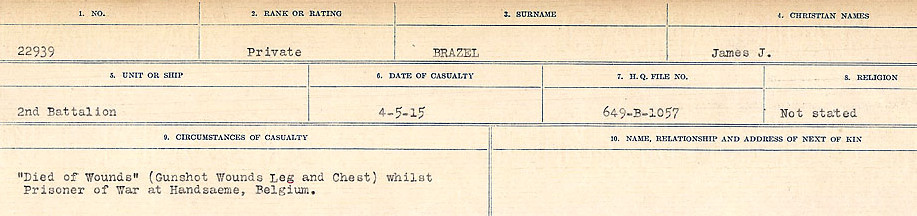 1. NO. 2. RANK OR RATING 3. SURNAME 4. CHRISTIAN NAMES
22939 Private BRAZEL James J.
5. UNIT OR SHIP 6. DATE OF CASUALTY 7. H.Q. FILE NO. 8. RELIGION
2nd Battalion 4-5-15 649-B-1057 Not stated
9. CIRCUMSTANCES OF CASUALTY 10. NAME, RELATIONSHIP AND ADDRESS OF NEXT OF KIN
"Died of Wounds" (Gunshot Wounds Leg and Chest) whilst
Prisoner of War at Handsaeme, Belgium.